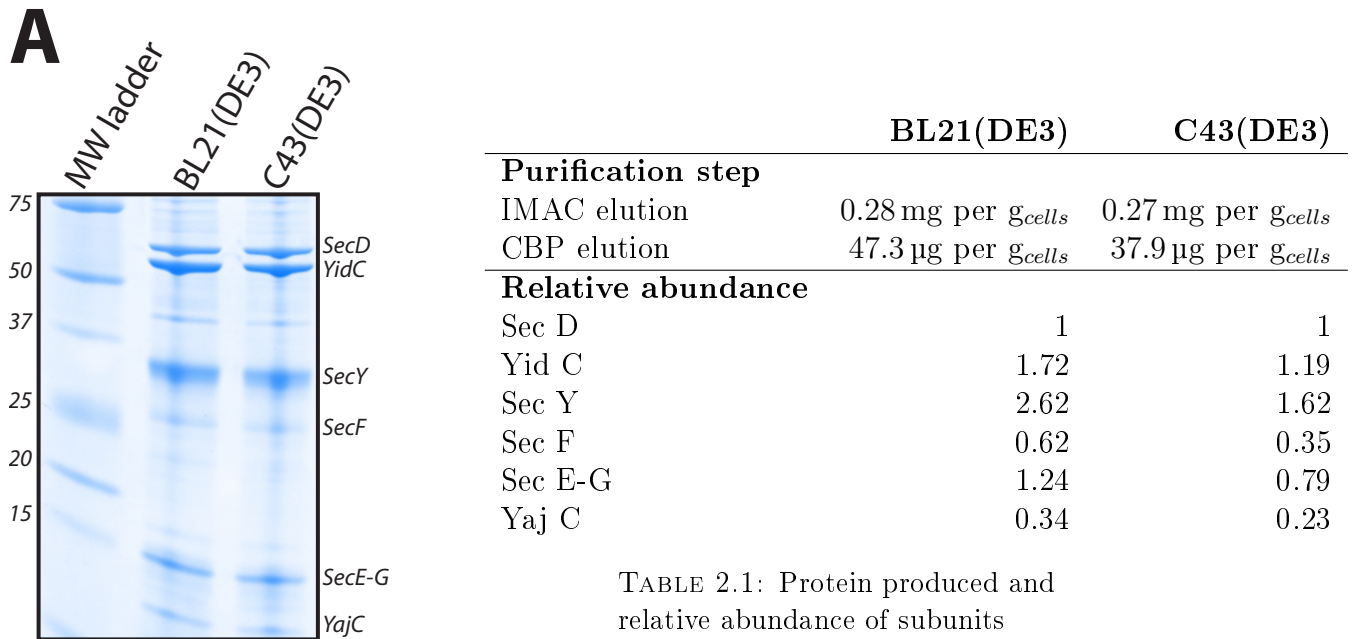 A
MW ladder
BL21(DE3)
C43(DE3)
75
50
37
25
20
15
SecD
YidC
SecY
SecF
SecE-G
YajC
BL21(DE3) C43(DE3)
Purification step
IMAC elution 0.28 mg per g_cells 0.27 mg per g_cells
CBP elution 47.3 µg per g_cells 37.9 µg per g_cells
Relative abundance
Sec D 1 1
Yid C 1.72 1.19
Sec Y 2.62 1.62
Sec F 0.62 0.35
Sec E-G 1.24 0.79
Yaj C 0.34 0.23
TABLE 2.1: Protein produced and
relative abundance of subunits